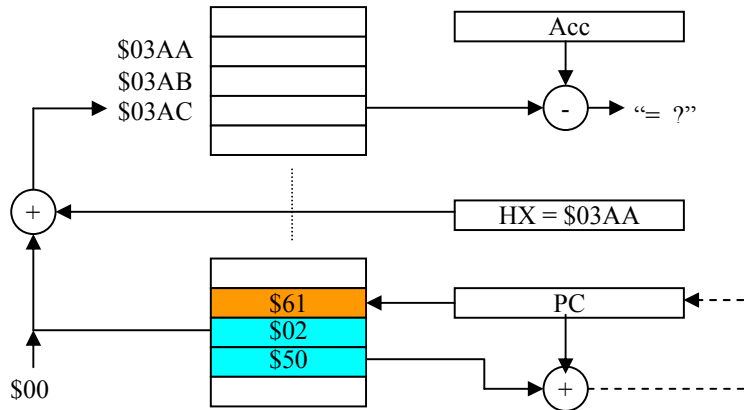 Acc
$03AA
$03AB
$03AC
-
“= ?”
+
HX = $03AA
$61
PC
$02
$50
$00
+